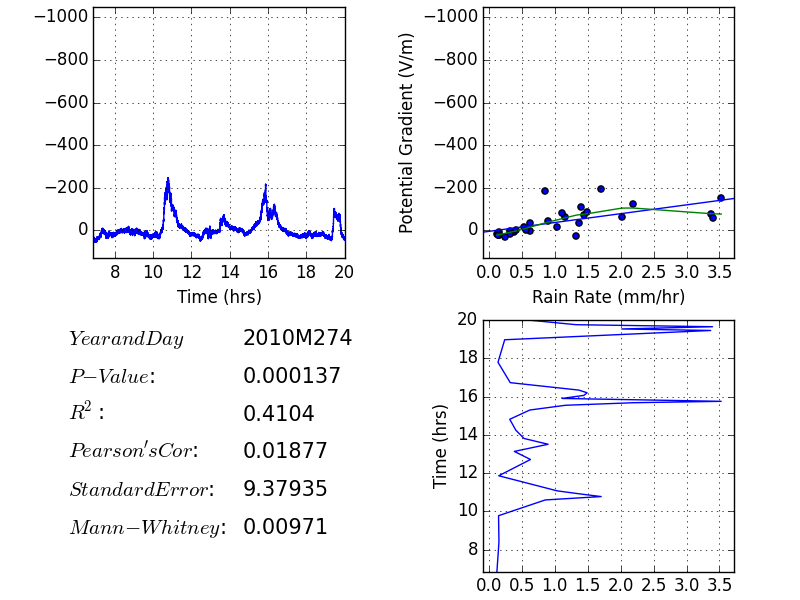 −1000
−800
−600
−400
−200
0
8 10 12 14 16 18 20
Time (hrs)
−1000
−800
−600
−400
−200
0
Potential Gradient (V/m)
0.0 0.5 1.0 1.5 2.0 2.5 3.0 3.5
Rain Rate (mm/hr)
YearandDay 2010M274
P−Value: 0.000137
R² : 0.4104
Pearson'sCor: 0.01877
StandardError: 9.37935
Mann−Whitney: 0.00971
20
18
16
14
12
10
8
Time (hrs)
0.0 0.5 1.0 1.5 2.0 2.5 3.0 3.5